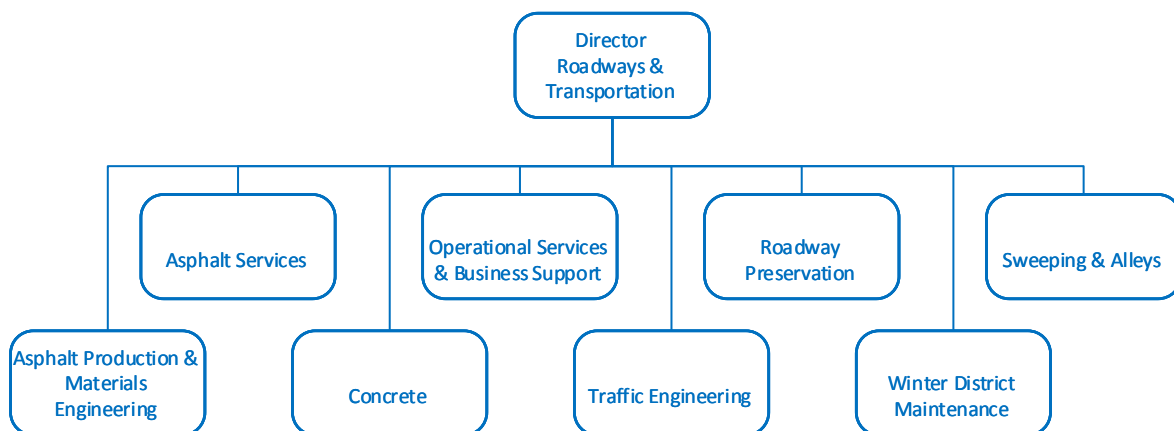 Director
Roadways &
Transportation
Asphalt Services
Operational Services
& Business Support
Roadway
Preservation
Sweeping & Alleys
Asphalt Production &
Materials
Engineering
Concrete
Traffic Engineering
Winter District
Maintenance